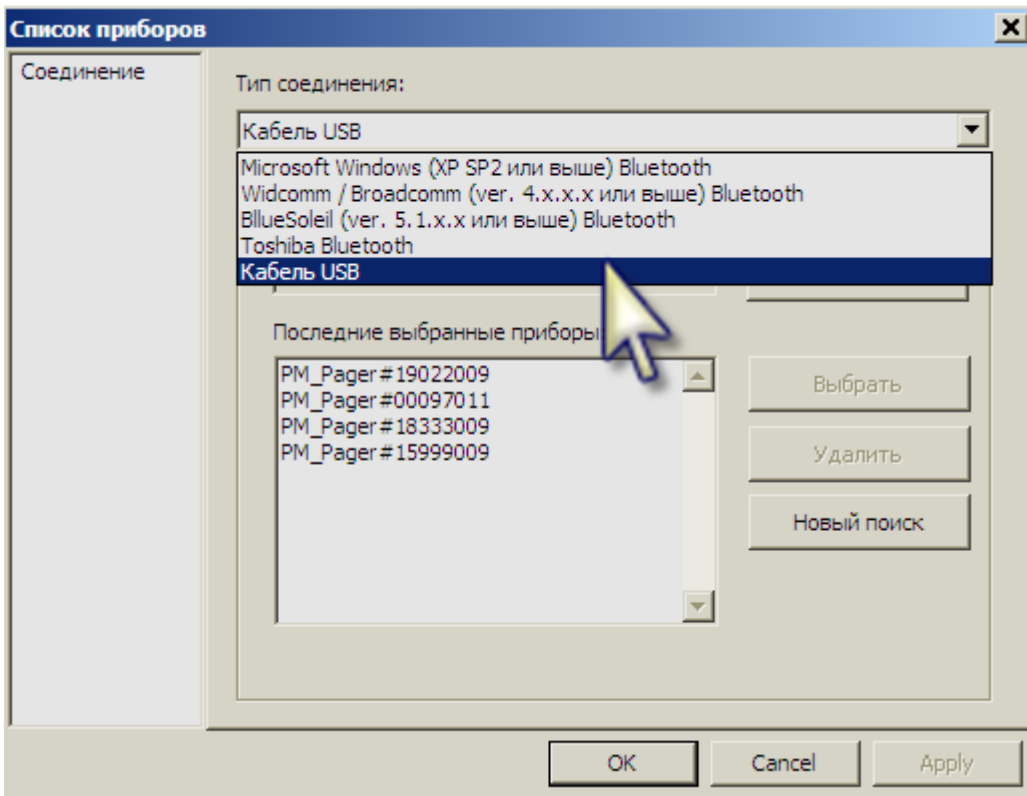 Список приборов
Соединение
Тип соединения:
Кабель USB
Microsoft Windows (XP SP2 или выше) Bluetooth
Widcomm / Broadcomm (ver. 4.x.x.x или выше) Bluetooth
BllueSoleil (ver. 5.1.x.x или выше) Bluetooth
Toshiba Bluetooth
Кабель USB
Последние выбранные приборы
PM_Pager#19022009
PM_Pager#00097011
PM_Pager#18333009
PM_Pager#15999009
Выбрать
Удалить
Новый поиск
OK
Cancel
Apply